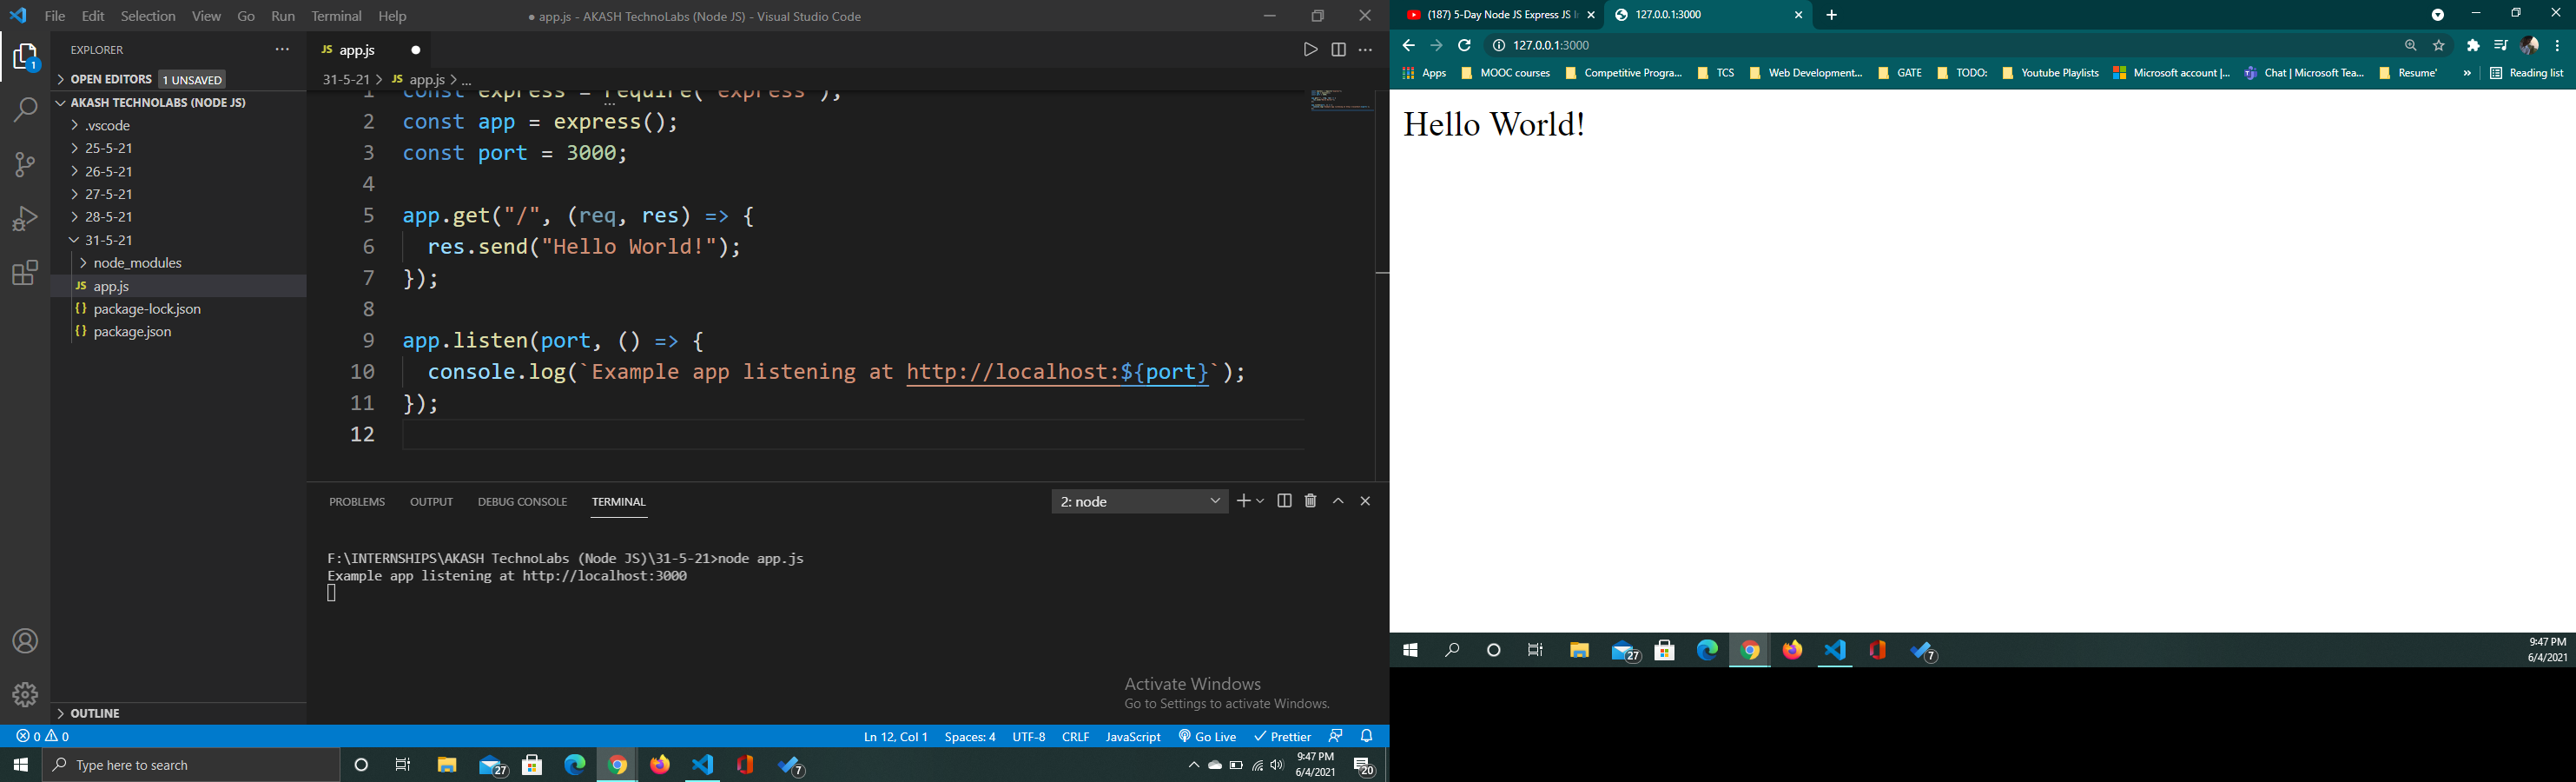 File Edit Selection View Go Run Terminal Help
● app.js - AKASH TechnoLabs (Node JS) - Visual Studio Code
EXPLORER
OPEN EDITORS 1 UNSAVED
AKASH TECHNOLABS (NODE JS)
.vscode
25-5-21
26-5-21
27-5-21
28-5-21
31-5-21
node_modules
JS app.js
{} package-lock.json
{} package.json
OUTLINE
1
JS app.js
31-5-21 > JS app.js > ...
1 const express = require("express");
2 const app = express();
3 const port = 3000;
4
5 app.get("/", (req, res) => {
6 res.send("Hello World!");
7 });
8
9 app.listen(port, () => {
10 console.log(`Example app listening at http://localhost:${port}`);
11 });
12
PROBLEMS OUTPUT DEBUG CONSOLE TERMINAL
2: node
F:\INTERNSHIPS\AKASH TechnoLabs (Node JS)\31-5-21>node app.js
Example app listening at http://localhost:3000
Activate Windows
Go to Settings to activate Windows.
0 0
Ln 12, Col 1 Spaces: 4 UTF-8 CRLF JavaScript Go Live Prettier
Type here to search
27
7
9:47 PM
6/4/2021
20
(187) 5-Day Node JS Express JS
127.0.0.1:3000
127.0.0.1:3000
Apps MOOC courses Competitive Progra... TCS Web Development... GATE TODO: Youtube Playlists Microsoft account |... Chat | Microsoft Tea... Resume' » Reading list
Hello World!
27
7
9:47 PM
6/4/2021